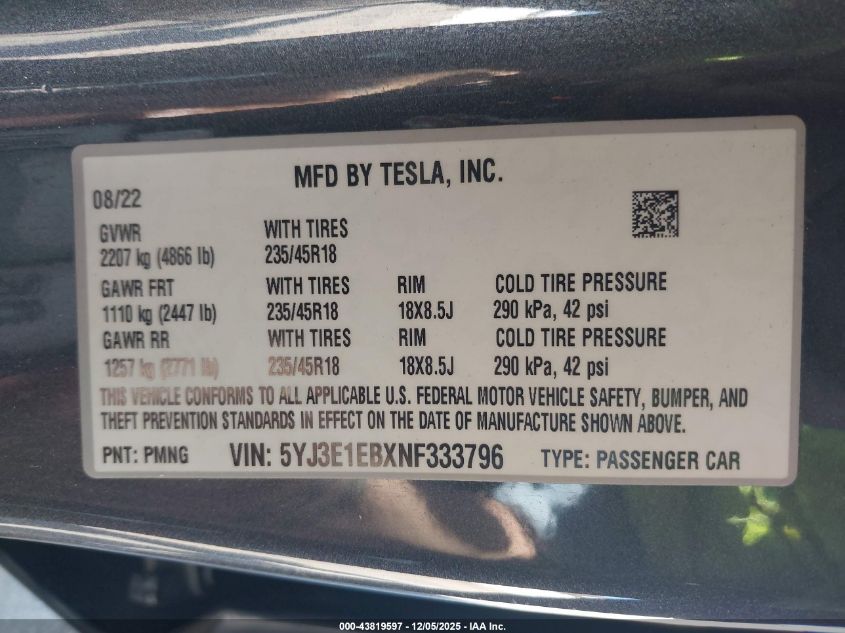 MFD BY TESLA, INC.
08/22
GVWR WITH TIRES
2207 kg (4866 lb) 235/45R18
GAWR FRT WITH TIRES RIM COLD TIRE PRESSURE
1110 kg (2447 lb) 235/45R18 18X8.5J 290 kPa, 42 psi
GAWR RR WITH TIRES RIM COLD TIRE PRESSURE
1257 kg (2771 lb) 235/45R18 18X8.5J 290 kPa, 42 psi
THIS VEHICLE CONFORMS TO ALL APPLICABLE U.S. FEDERAL MOTOR VEHICLE SAFETY, BUMPER, AND
THEFT PREVENTION STANDARDS IN EFFECT ON THE DATE OF MANUFACTURE SHOWN ABOVE.
PNT: PMNG VIN: 5YJ3E1EBXNF333796 TYPE: PASSENGER CAR
000-43819597 - 12/05/2025 - IAA Inc.